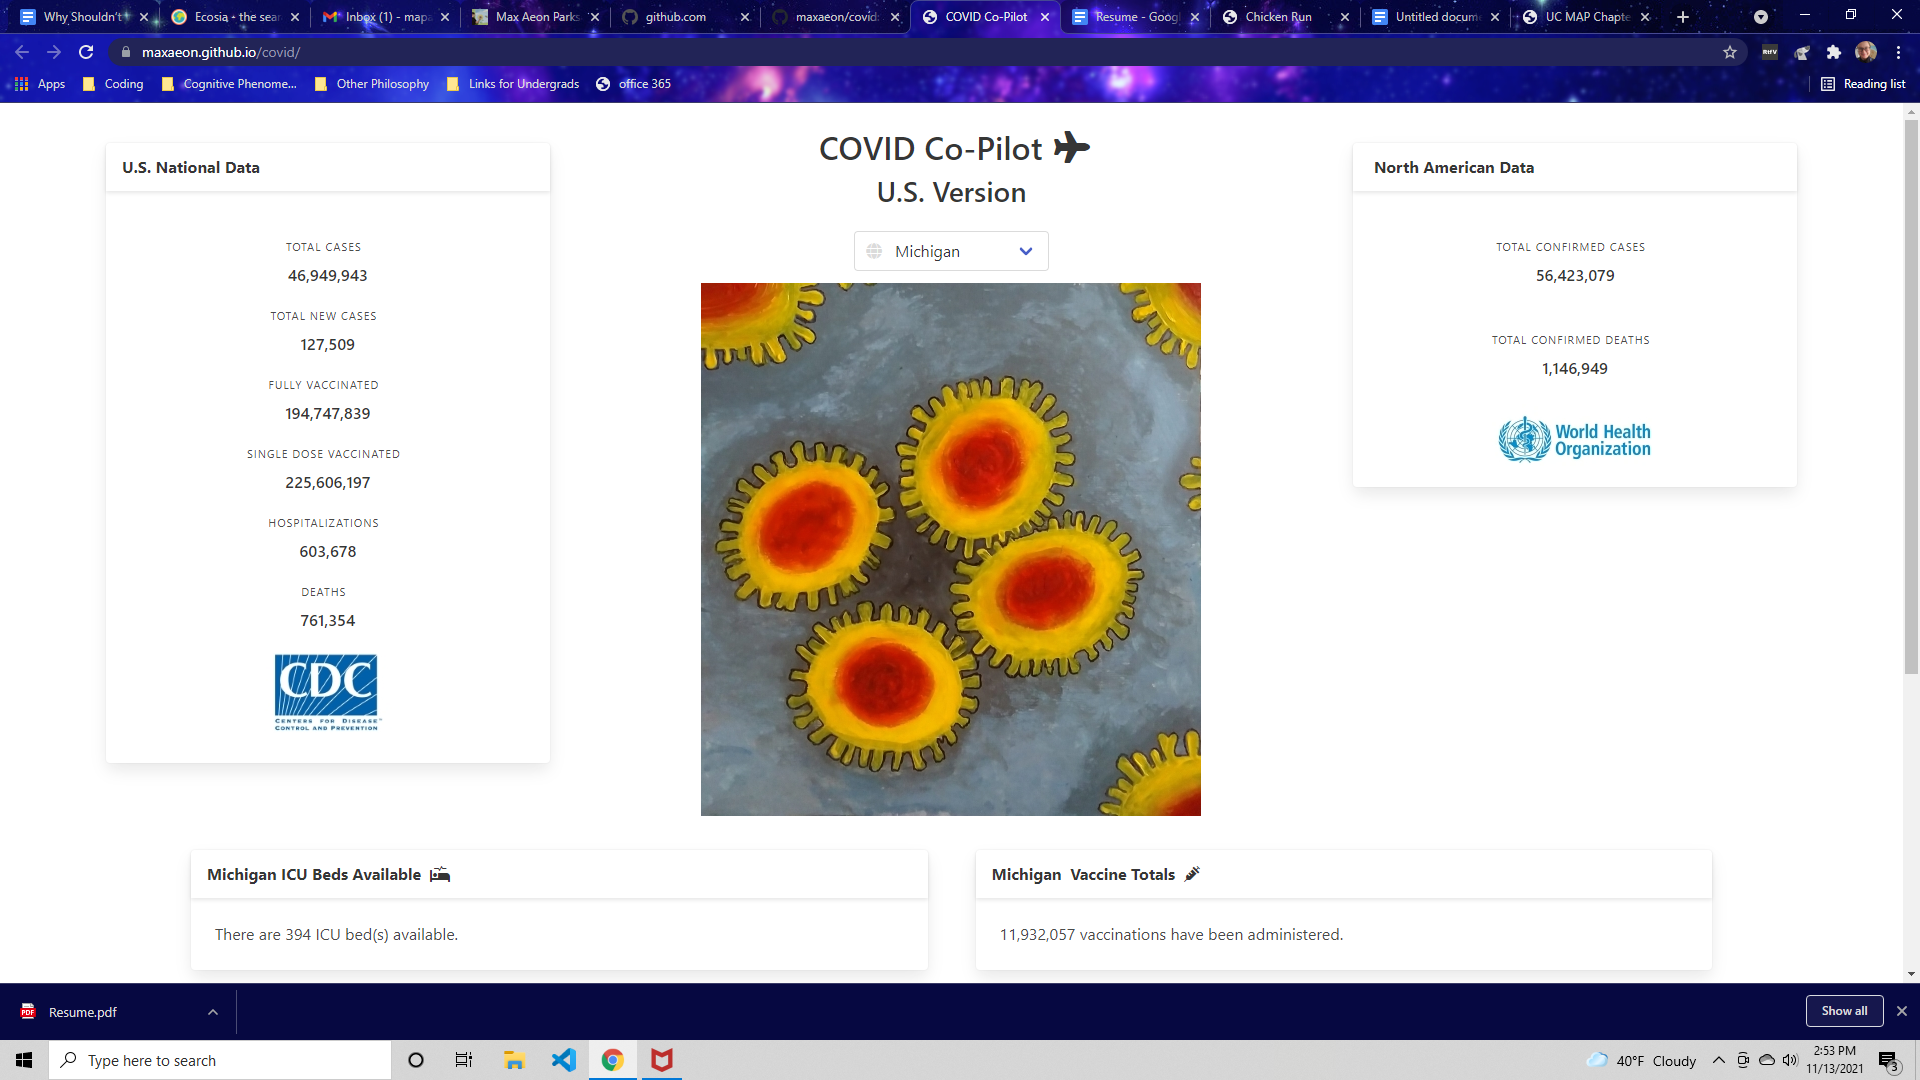 Why Shouldn't
Ecosia - the sear
Inbox (1) - mapa
Max Aeon Parks
github.com
maxaeon/covid:
COVID Co-Pilot
Resume - Goog
Chicken Run
Untitled docum
UC MAP Chapte
maxaeon.github.io/covid/
Apps
Coding
Cognitive Phenome...
Other Philosophy
Links for Undergrads
office 365
Reading list
COVID Co-Pilot
U.S. Version
Michigan
U.S. National Data
TOTAL CASES
46,949,943
TOTAL NEW CASES
127,509
FULLY VACCINATED
194,747,839
SINGLE DOSE VACCINATED
225,606,197
HOSPITALIZATIONS
603,678
DEATHS
761,354
CDC
CENTERS FOR DISEASE™
CONTROL AND PREVENTION
North American Data
TOTAL CONFIRMED CASES
56,423,079
TOTAL CONFIRMED DEATHS
1,146,949
World Health
Organization
Michigan ICU Beds Available
There are 394 ICU bed(s) available.
Michigan Vaccine Totals
11,932,057 vaccinations have been administered.
PDF
Resume.pdf
Show all
Type here to search
40°F Cloudy
2:53 PM
11/13/2021
3